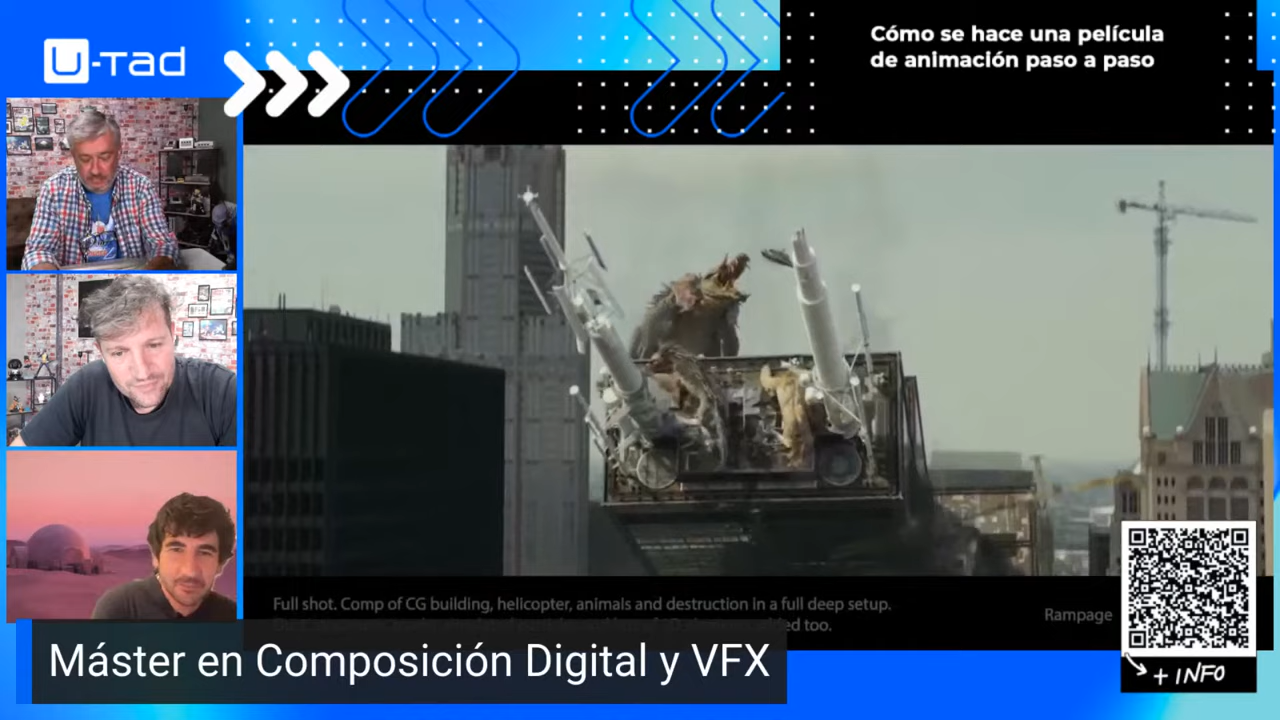 U-TAD
Cómo se hace una película
de animación paso a paso
Full shot. Comp of CG building, helicopter, animals and destruction in a full deep setup.
too.
Rampage
Máster en Composición Digital y VFX
+ INFO